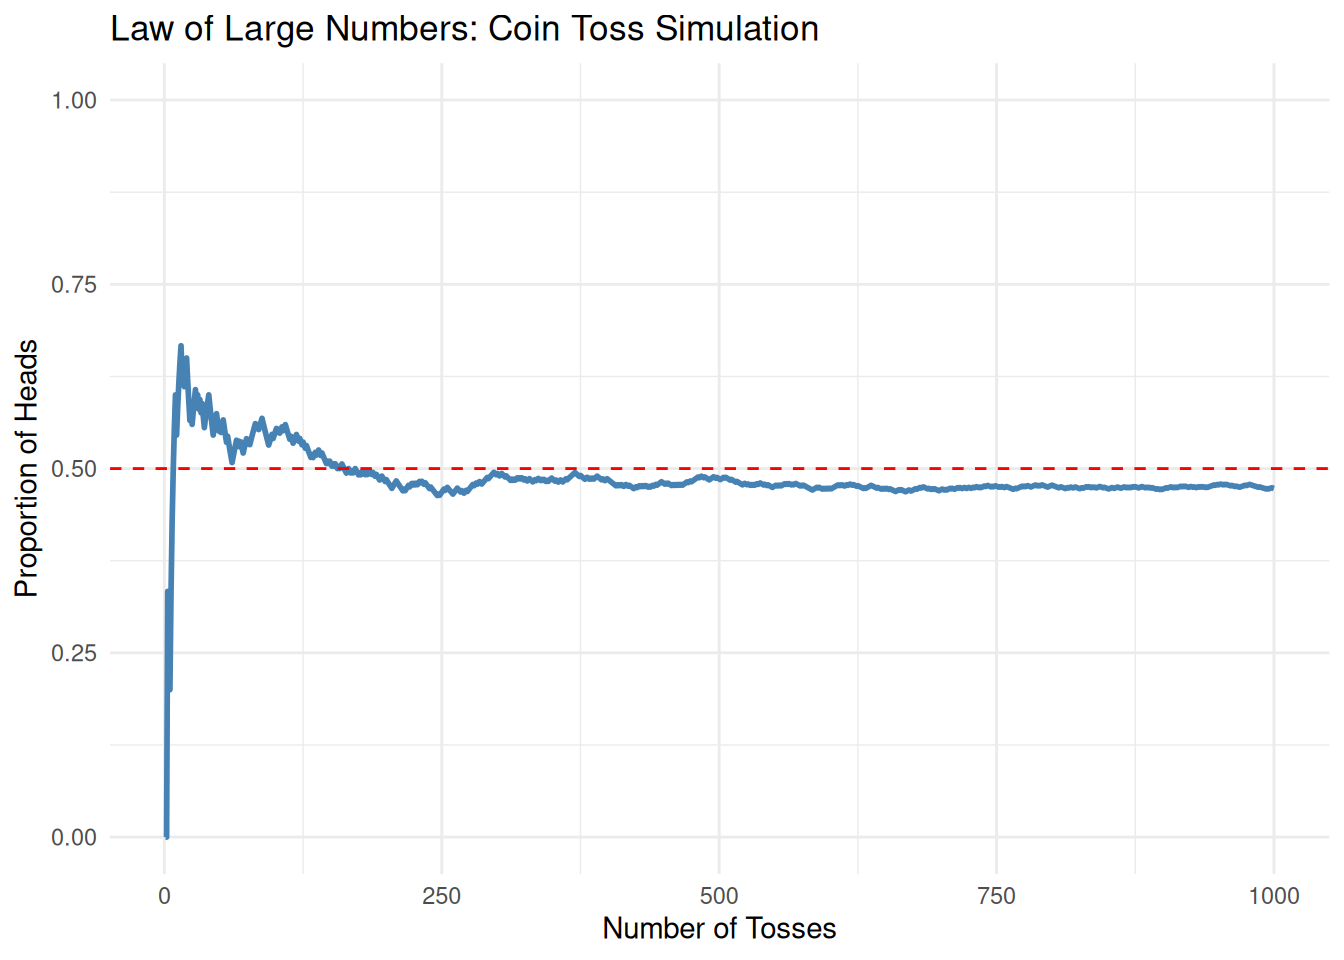 Law of Large Numbers: Coin Toss Simulation
1.00
0.75
0.50
0.25
0.00
Proportion of Heads
0 250 500 750 1000
Number of Tosses